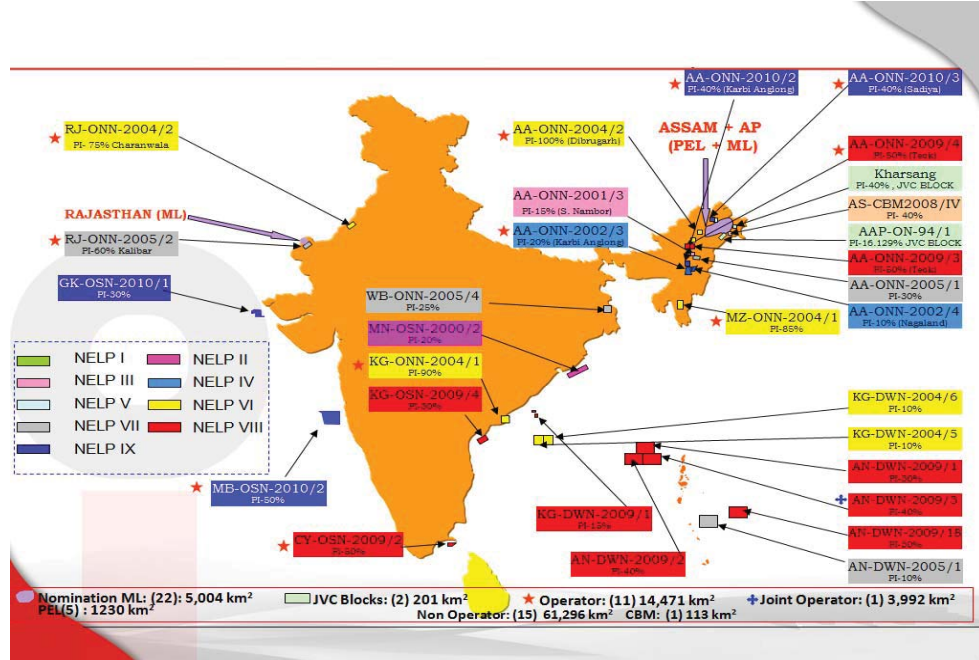 AA-ONN-2010/2
PI-40% (Karbi Anglong)
AA-ONN-2010/3
PI-40% (Sadiya)
RJ-ONN-2004/2
PI- 75% Charanwala
AA-ONN-2004/2
PI-100% (Dibrugarh)
ASSAM + AP
(PEL + ML)
AA-ONN-2009/4
PI-50% (Teok)
Kharsang
PI-40% , JVC BLOCK
AA-ONN-2001/3
PI-15% (S. Nambor)
AS-CBM2008/IV
PI- 40%
RAJASTHAN (ML)
AA-ONN-2002/3
PI-20% (Karbi Anglong)
AAP-ON-94/1
PI-16.129% JVC BLOCK
RJ-ONN-2005/2
PI-60% Kalibar
AA-ONN-2009/3
PI-50% (Teok)
GK-OSN-2010/1
PI-30%
WB-ONN-2005/4
PI-25%
AA-ONN-2005/1
PI-30%
MN-OSN-2000/2
PI-20%
MZ-ONN-2004/1
PI-85%
AA-ONN-2002/4
PI-10% (Nagaland)
NELP I
NELP II
NELP III
NELP IV
NELP V
NELP VI
NELP VII
NELP VIII
NELP IX
KG-ONN-2004/1
PI-90%
KG-OSN-2009/4
PI-30%
KG-DWN-2004/6
PI-10%
KG-DWN-2004/5
PI-10%
AN-DWN-2009/1
PI-30%
MB-OSN-2010/2
PI-50%
AN-DWN-2009/3
PI-40%
KG-DWN-2009/1
PI-15%
AN-DWN-2009/18
PI-30%
CY-OSN-2009/2
PI-50%
AN-DWN-2009/2
PI-40%
AN-DWN-2005/1
PI-10%
Nomination ML: (22): 5,004 km²
JVC Blocks: (2) 201 km²
Operator: (11) 14,471 km²
Joint Operator: (1) 3,992 km²
PEL(5) : 1230 km²
Non Operator: (15) 61,296 km²
CBM: (1) 113 km²